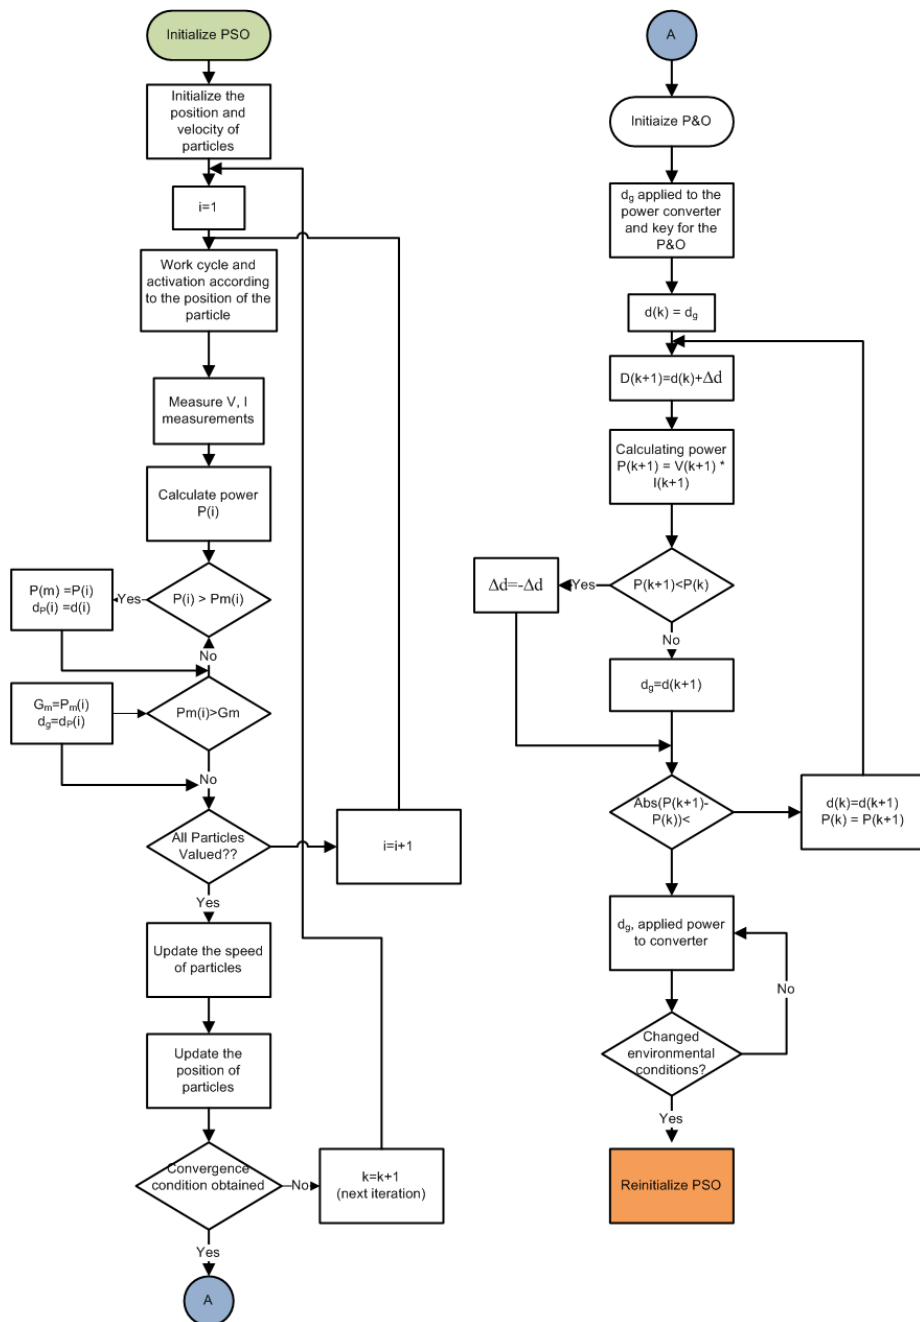 Initialize PSO
Initialize the
position and
velocity of
particles
i=1
Work cycle and
activation according
to the position of the
particle
Measure V, I
measurements
Calculate power
P(i)
P(i) > Pm(i)
Yes
P(m) =P(i)
dP(i) =d(i)
No
Pm(i)>Gm
Gm=Pm(i)
dg=dP(i)
No
All Particles
Valued??
i=i+1
Yes
Update the speed
of particles
Update the
position of
particles
Convergence
condition obtained
No
k=k+1
(next iteration)
Yes
A
A
Initiaize P&O
dg applied to the
power converter
and key for the
P&O
d(k) = dg
D(k+1)=d(k)+Δd
Calculating power
P(k+1) = V(k+1) *
I(k+1)
P(k+1)<P(k)
Yes
Δd=-Δd
No
dg=d(k+1)
Abs(P(k+1)-
P(k))<
d(k)=d(k+1)
P(k) = P(k+1)
dg, applied power
to converter
No
Changed
environmental
conditions?
Yes
Reinitialize PSO